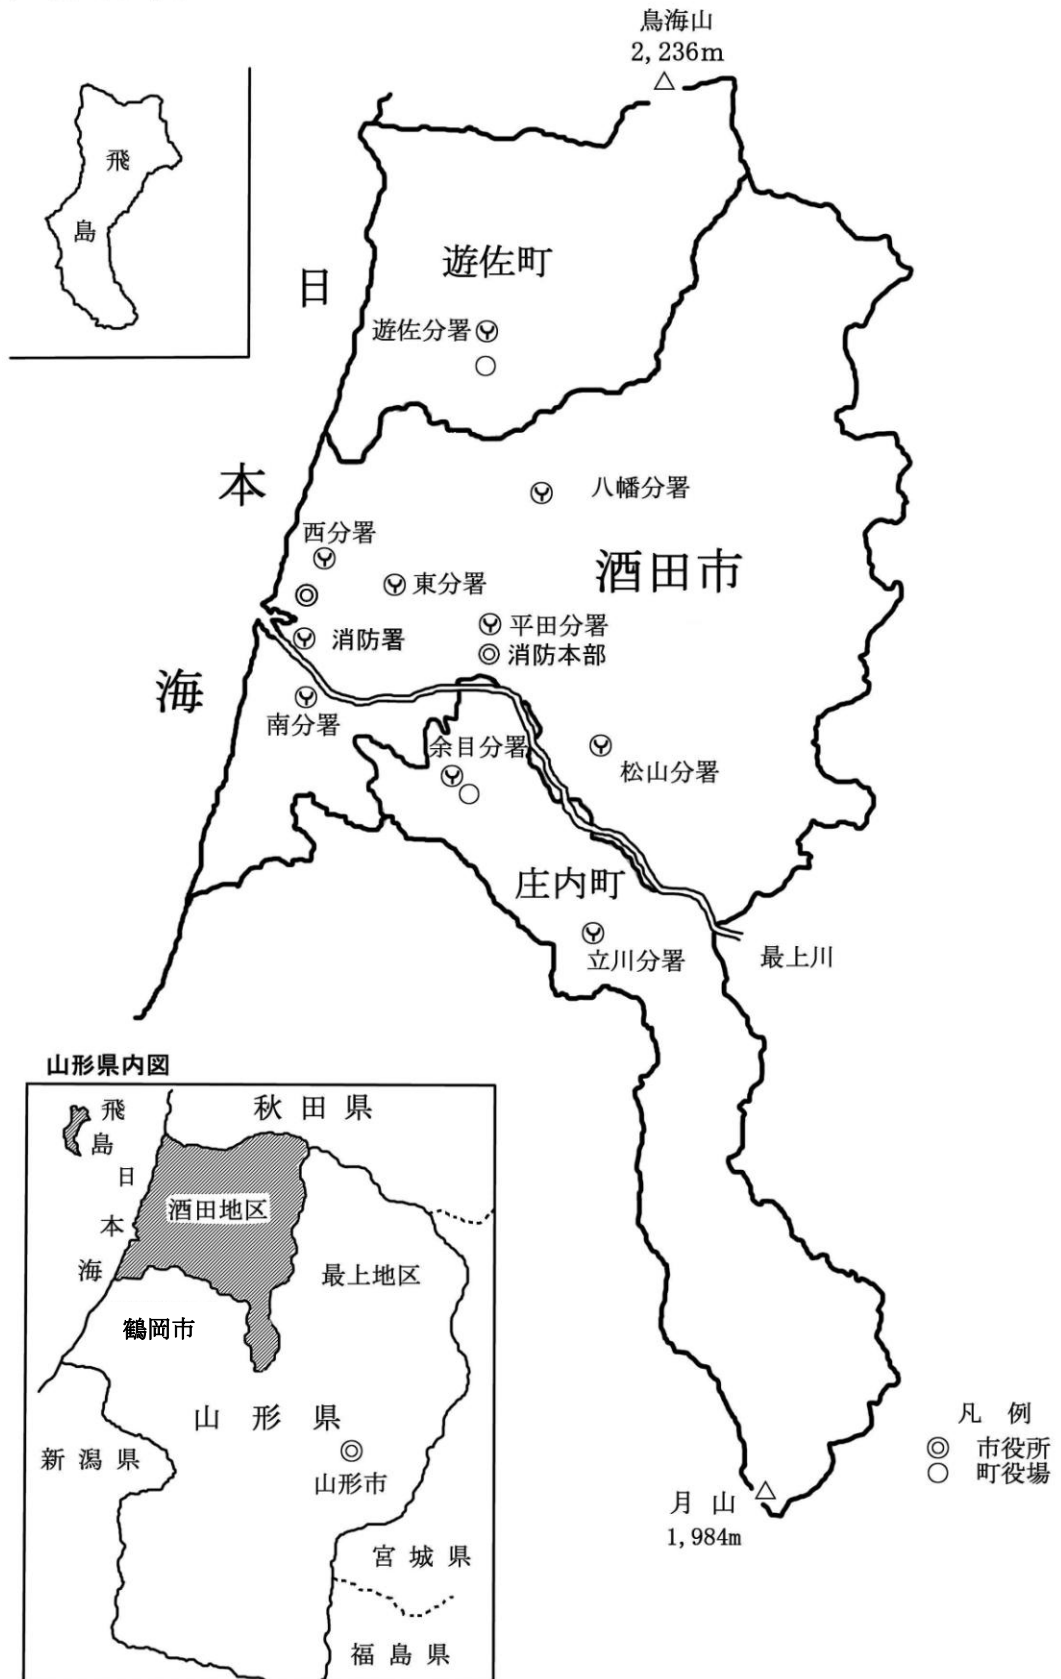 鳥海山
2,236m
飛島
日本海
遊佐町
遊佐分署
八幡分署
西分署
酒田市
東分署
平田分署
消防署
消防本部
南分署
余目分署
松山分署
庄内町
立川分署
最上川
山形県内図
飛島
秋田県
日本海
酒田地区
最上地区
鶴岡市
山形県
新潟県
山形市
宮城県
福島県
月山
1,984m
凡例
◎ 市役所
○ 町役場